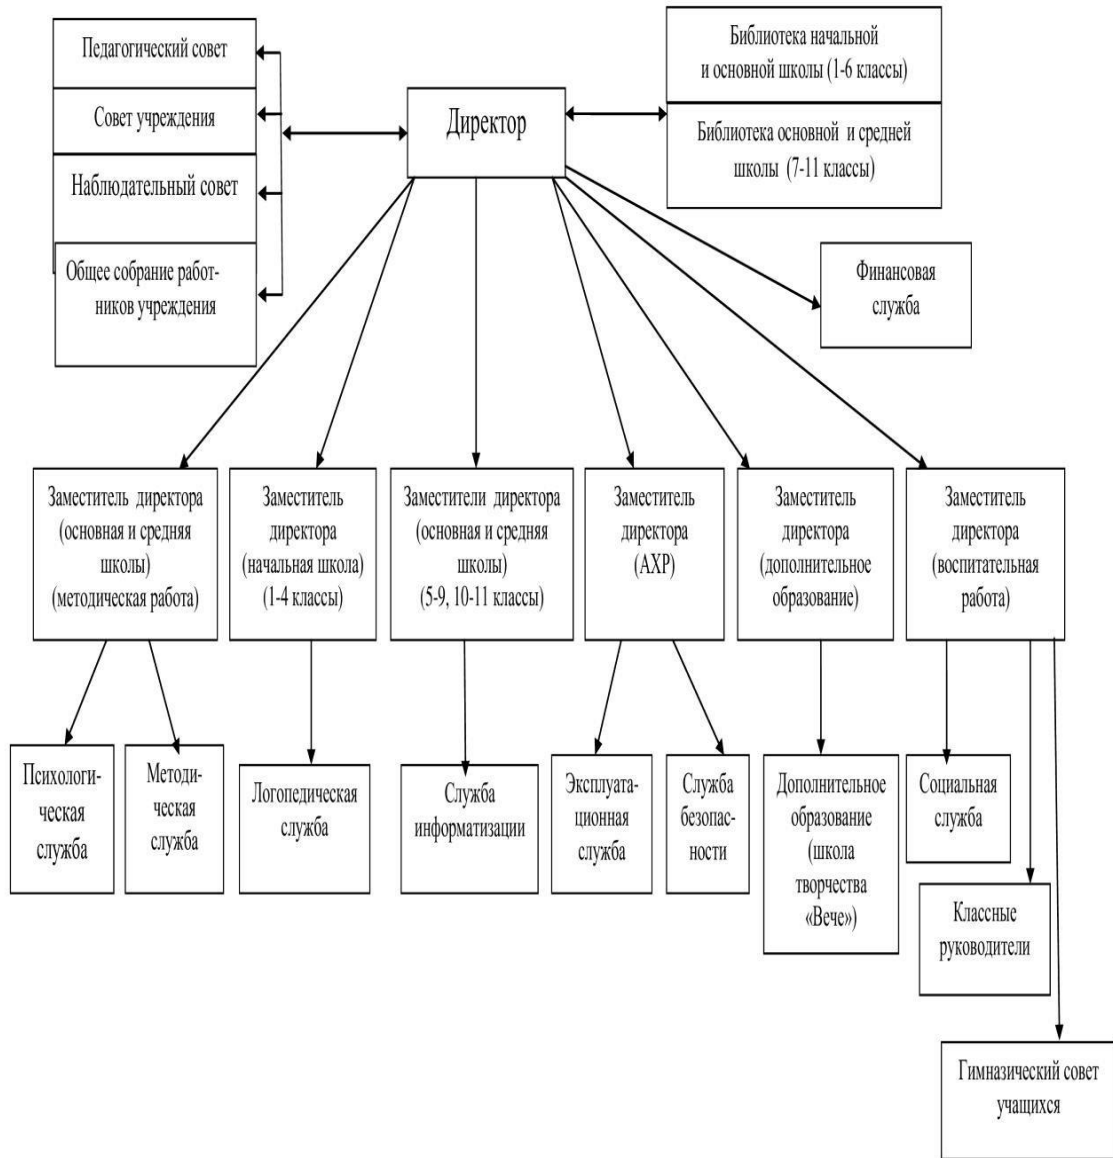 Педагогический совет
Совет учреждения
Наблюдательный совет
Общее собрание работ-
ников учреждения
Директор
Библиотека начальной
и основной школы (1-6 классы)
Библиотека основной и средней
школы (7-11 классы)
Финансовая
служба
Заместитель директора
(основная и средняя
школы)
(методическая работа)
Заместитель
директора
(начальная школа)
(1-4 классы)
Заместители директора
(основная и средняя
школы)
(5-9, 10-11 классы)
Заместитель
директора
(АХР)
Заместитель
директора
(дополнительное
образование)
Заместитель
директора
(воспитательная
работа)
Психологи-
ческая
служба
Методи-
ческая
служба
Логопедическая
служба
Служба
информатизации
Эксплуата-
ационная
служба
Служба
безопас-
ности
Дополнительное
образование
(школа
творчества
«Вече»)
Социальная
служба
Классные
руководители
Гимназический совет
учащихся